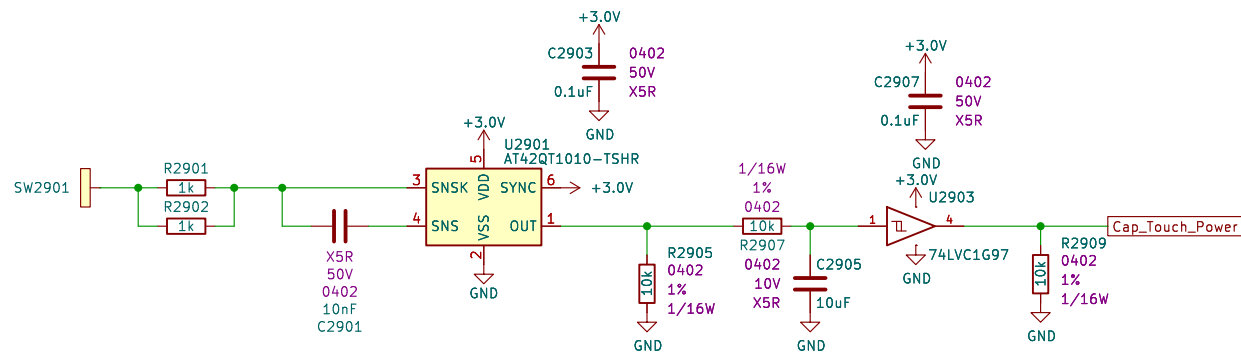 +3.0V
C2903
0402
50V
0.1uF
X5R
GND
+3.0V
C2907
0402
50V
0.1uF
X5R
GND
SW2901
R2901
1k
R2902
1k
X5R
50V
0402
10nF
C2901
+3.0V
U2901
AT42QT1010-TSHR
5
3
SNSK
VDD
SYNC
6
+3.0V
4
SNS
VSS
OUT
1
2
GND
R2905
0402
1%
1/16W
10k
GND
1/16W
1%
0402
10k
R2907
0402
10V
X5R
C2905
10uF
GND
+3.0V
U2903
1
4
74LVC1G97
GND
R2909
0402
1%
1/16W
10k
GND
Cap_Touch_Power